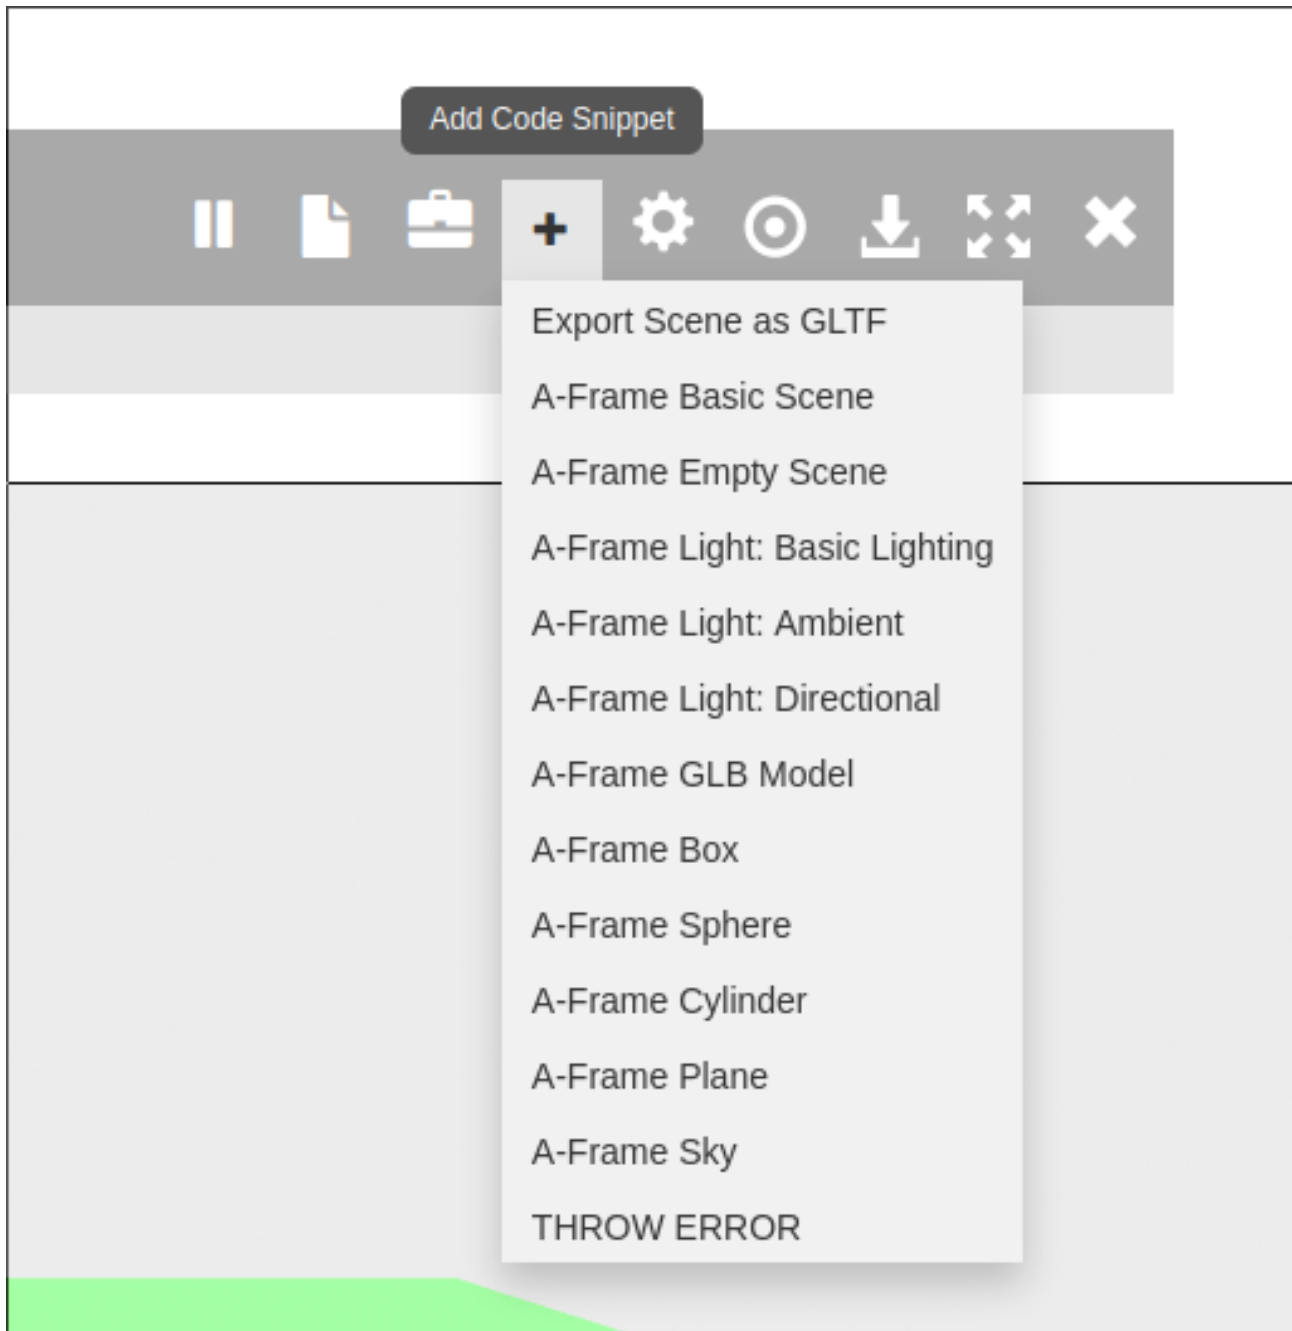 Add Code Snippet
Export Scene as GLTF
A-Frame Basic Scene
A-Frame Empty Scene
A-Frame Light: Basic Lighting
A-Frame Light: Ambient
A-Frame Light: Directional
A-Frame GLB Model
A-Frame Box
A-Frame Sphere
A-Frame Cylinder
A-Frame Plane
A-Frame Sky
THROW ERROR